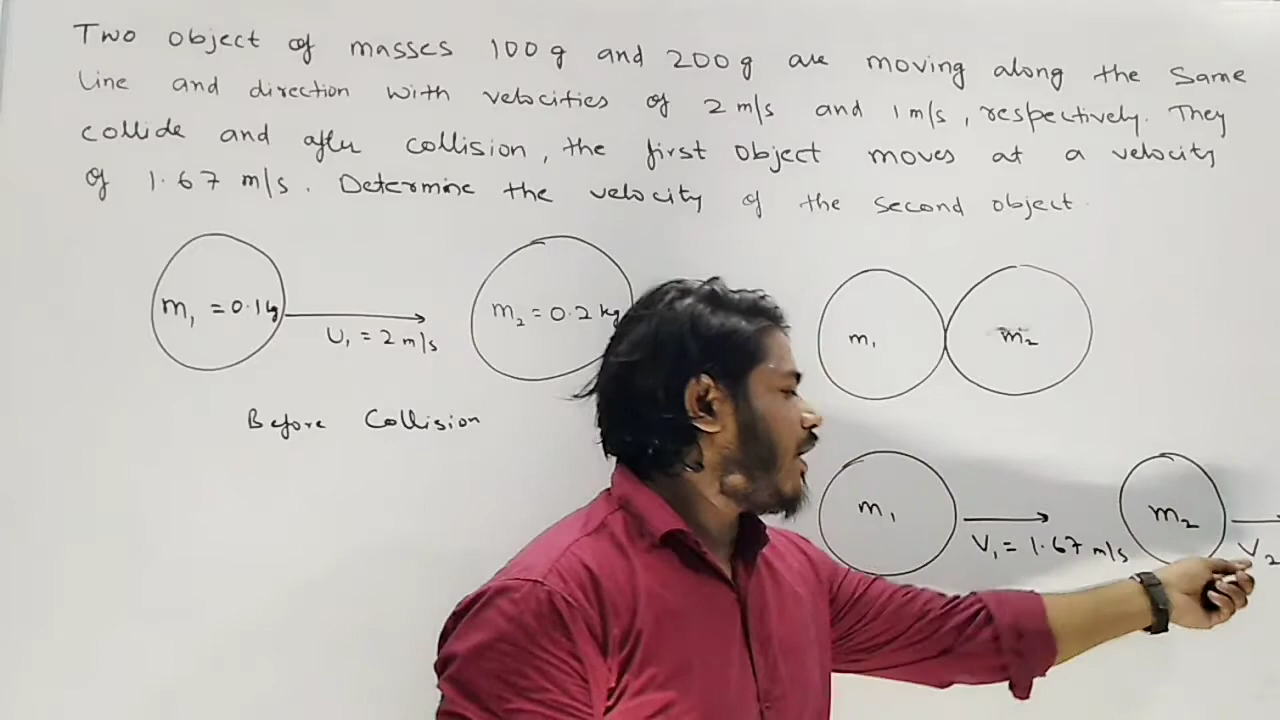 Two object of masses 100 g and 200 g are moving along the same
line and direction with velocities of 2 m/s and 1 m/s, respectively. They
collide and after collision, the first object moves at a velocity
of 1.67 m/s. Determine the velocity of the second object.
m₁ = 0.1 kg
U₁ = 2 m/s
m₂ = 0.2 kg
m₁
m₂
Before Collision
m₁
V₁ = 1.67 m/s
m₂
V₂